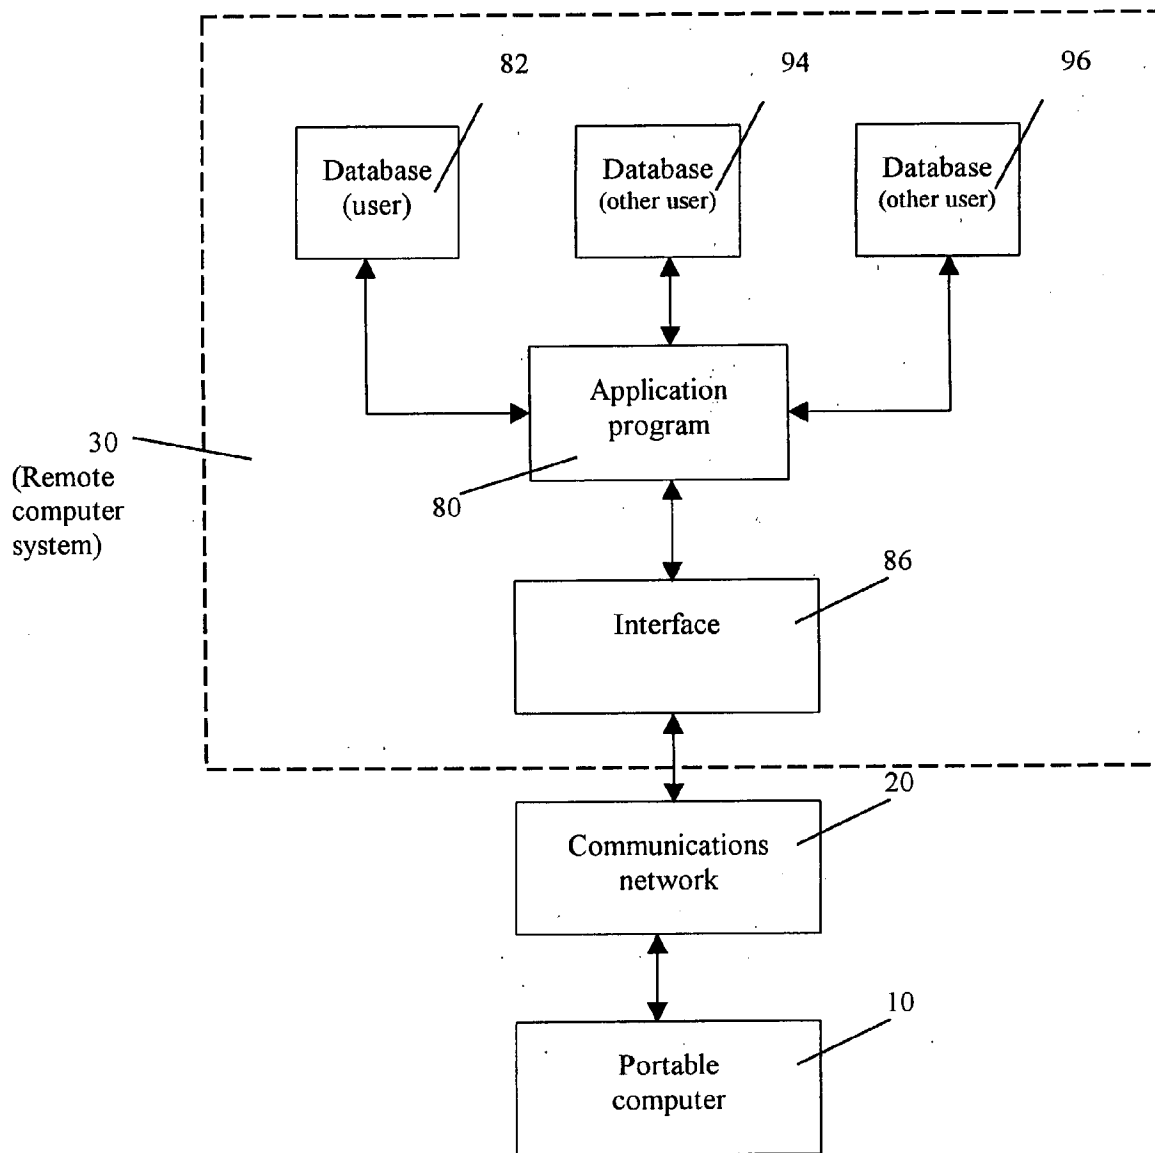 82
94
96
Database
(user)
Database
(other user)
Database
(other user)
Application
program
30
(Remote
computer
system)
80
86
Interface
20
Communications
network
10
Portable
computer